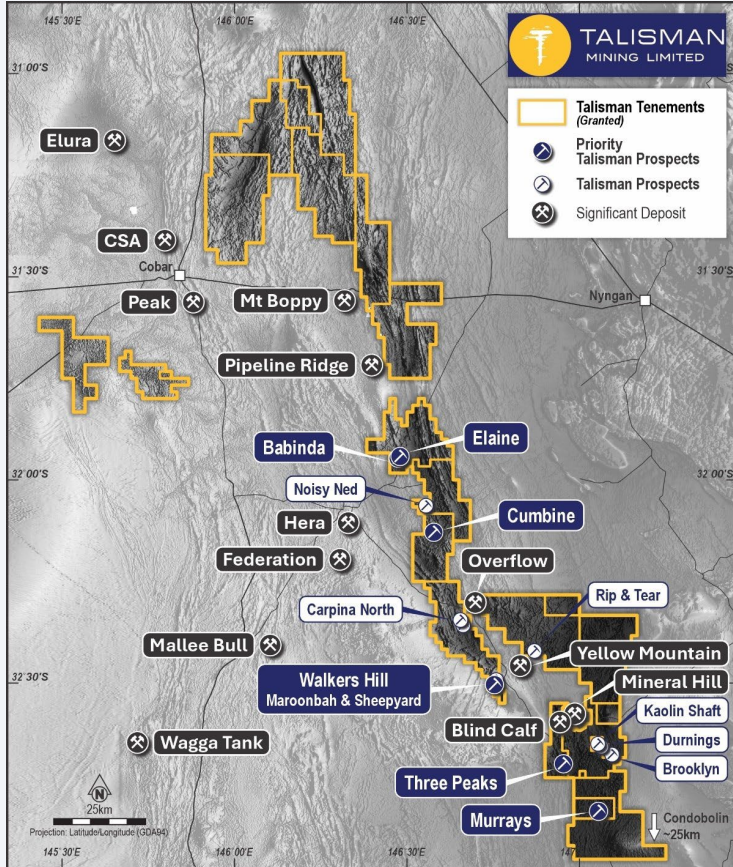 145°30'E
146°00'E
146°30'E
TALISMAN
MINING LIMITED
31°00'S
Talisman Tenements
(Granted)
Priority
Talisman Prospects
Talisman Prospects
Significant Deposit
Elura
CSA
Cobar
31°30'S
31°30'S
Peak
Mt Boppy
Nyngan
Pipeline Ridge
Babinda
Elaine
32°00'S
32°00'S
Noisy Ned
Hera
Cumbine
Federation
Overflow
Rip & Tear
Carpina North
Mallee Bull
Yellow Mountain
32°30'S
Walkers Hill
Maroonbah & Sheepyard
Mineral Hill
Kaolin Shaft
Blind Calf
Durnings
Wagga Tank
Brooklyn
Three Peaks
Murrays
N
25km
Condobolin
~25km
Projection: Latitude/Longitude (GDA94)
145°30'E
146°00'E
146°30'E